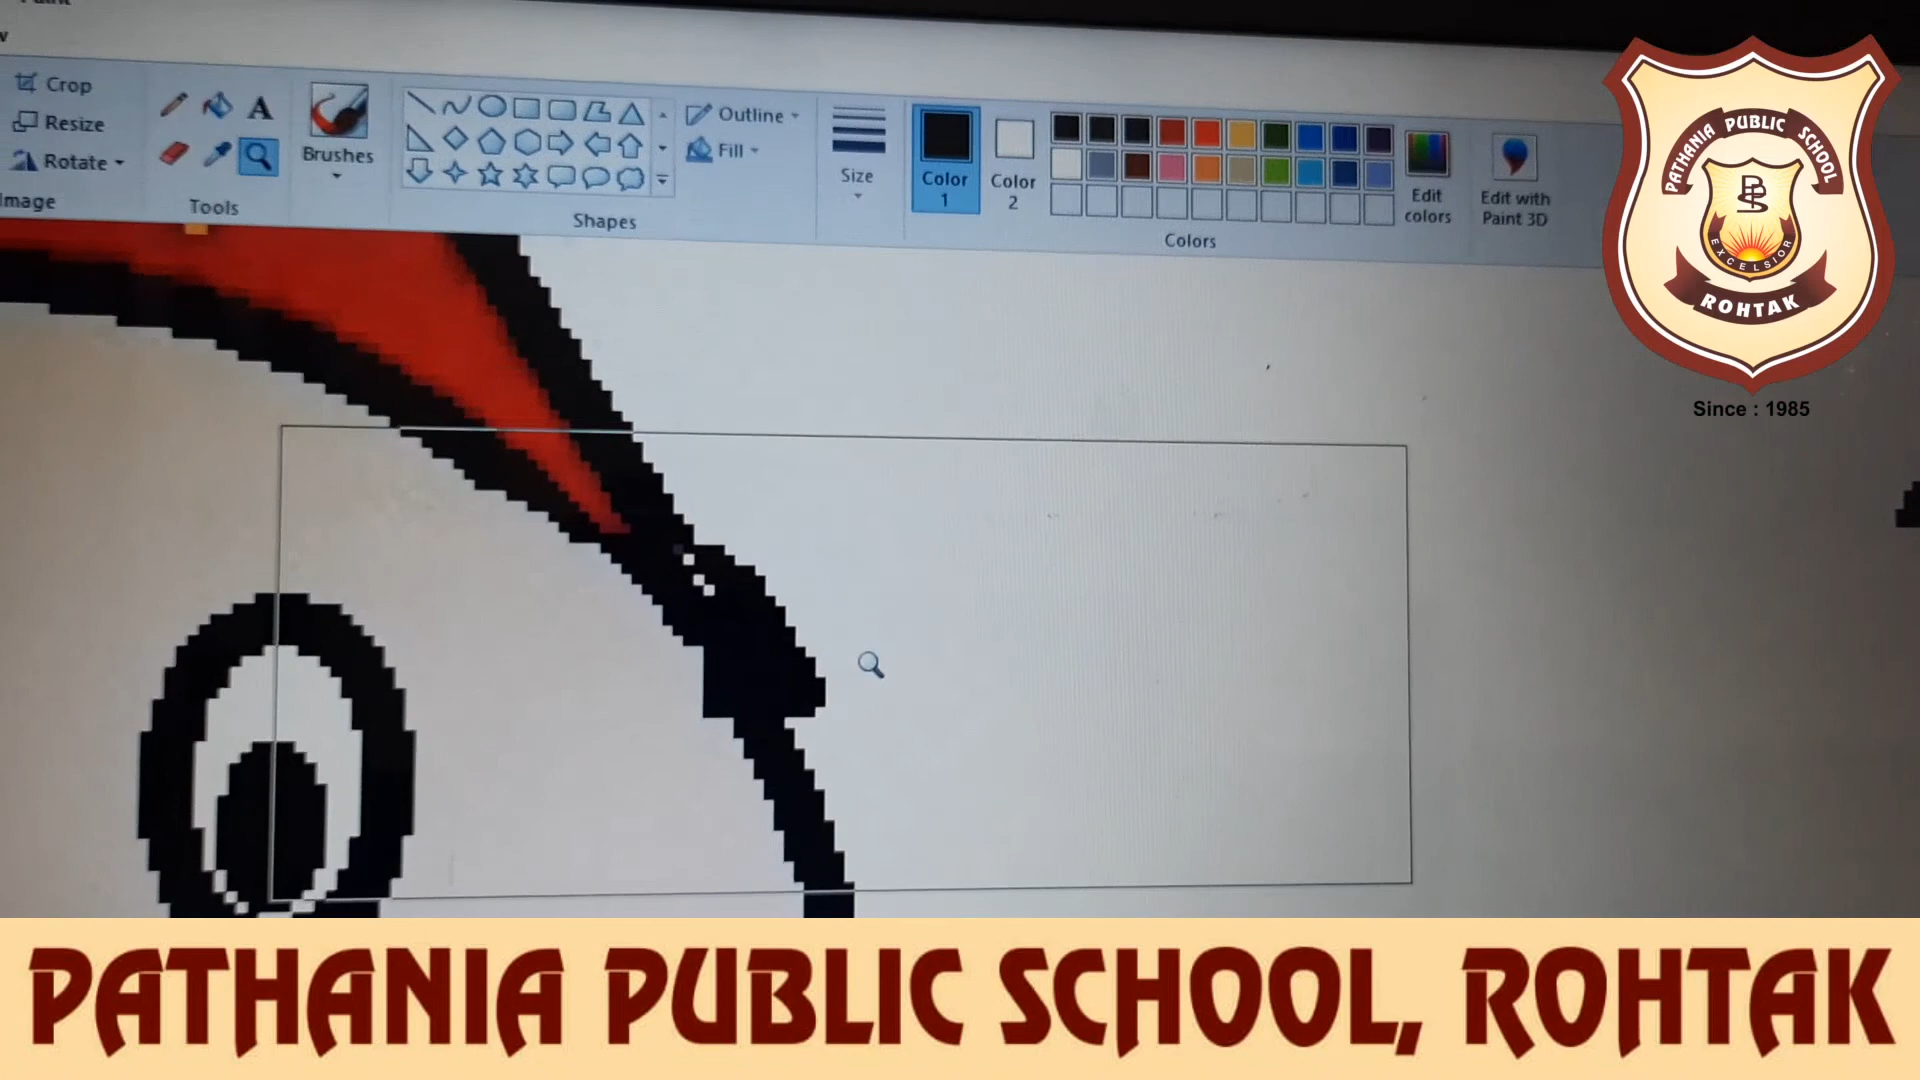 Crop
Resize
Rotate
Image
A
Tools
Brushes
Shapes
Outline
Fill
Size
Color
1
Color
2
Colors
Edit
colors
Edit with
Paint 3D
PATHANIA PUBLIC SCHOOL
PPS
EXCELSIOR
ROHTAK
Since : 1985
PATHANIA PUBLIC SCHOOL, ROHTAK